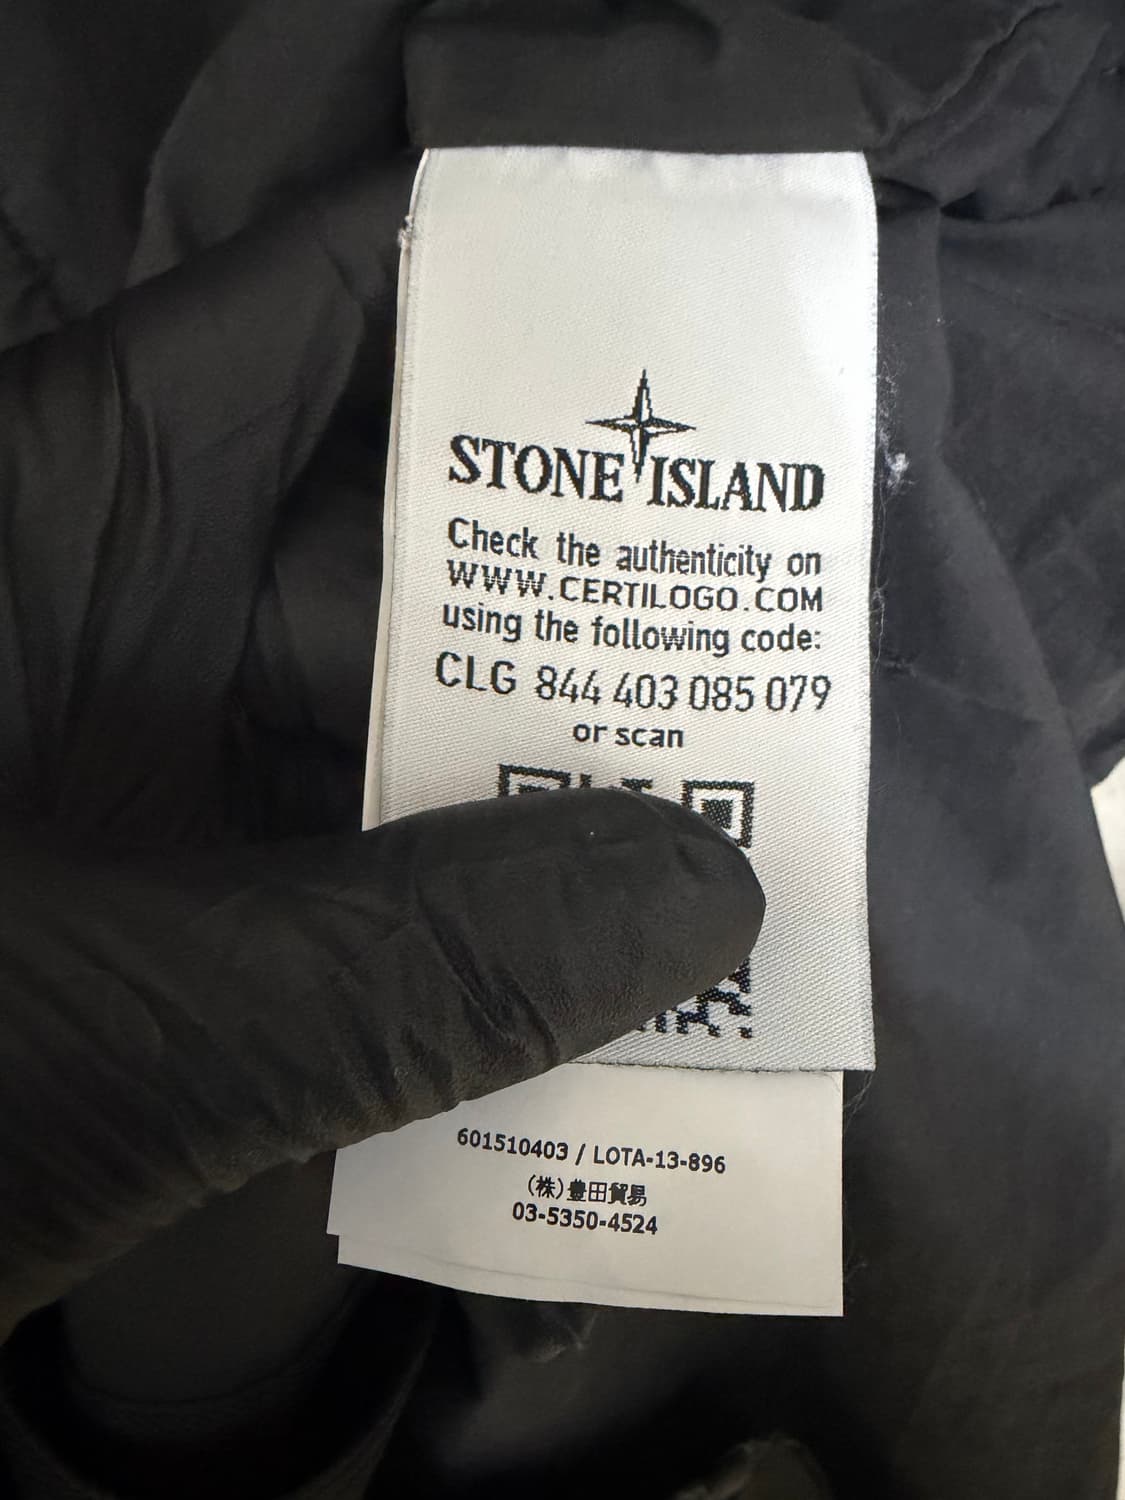 STONE ISLAND
Check the authenticity on
WWW.CERTILOGO.COM
using the following code:
CLG 844 403 085 079
or scan
601510403 / LOTA-13-896
(株)豊田貿易
03-5350-4524